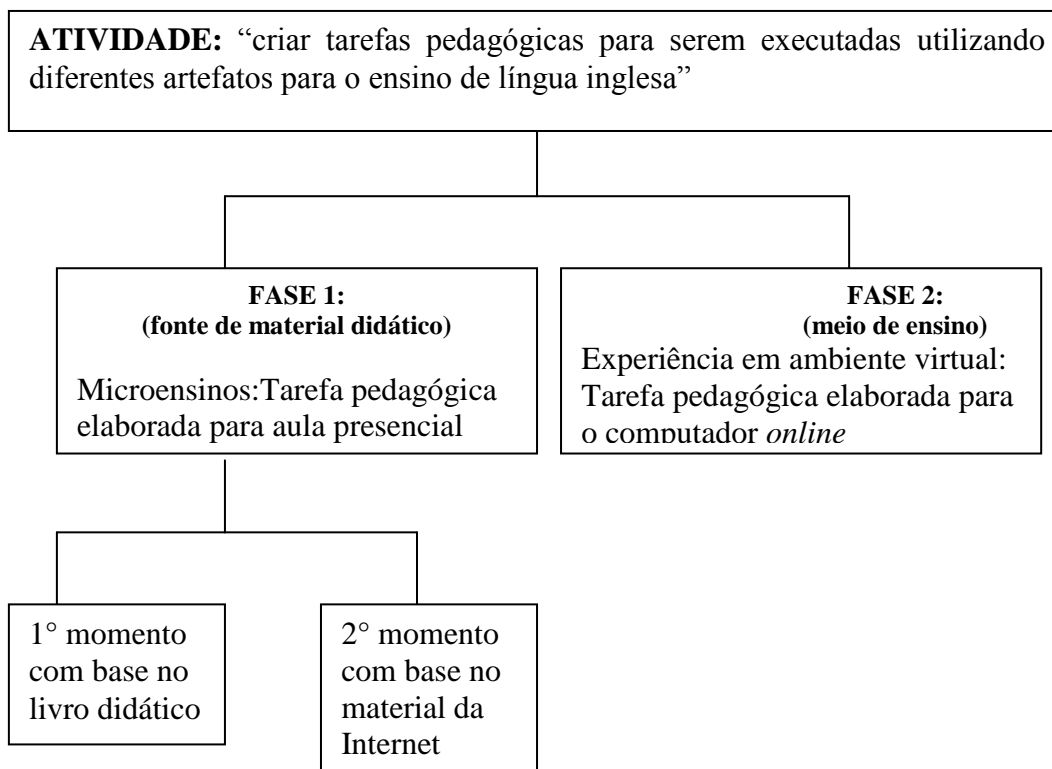 ATIVIDADE: “criar tarefas pedagógicas para serem executadas utilizando
diferentes artefatos para o ensino de língua inglesa”
FASE 1:
(fonte de material didático)
Microensinos:Tarefa pedagógica
elaborada para aula presencial
FASE 2:
(meio de ensino)
Experiência em ambiente virtual:
Tarefa pedagógica elaborada para
o computador online
1° momento
com base no
livro didático
2° momento
com base no
material da
Internet